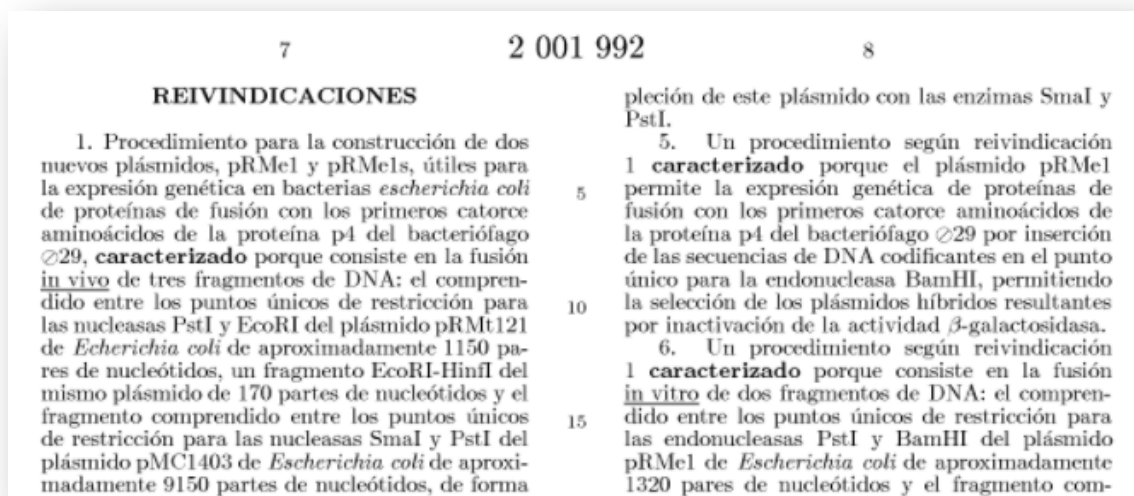 7
2 001 992
8
REIVINDICACIONES
1. Procedimiento para la construcción de dos
nuevos plásmidos, pRMe1 y pRMe1s, útiles para
la expresión genética en bacterias escherichia coli
de proteínas de fusión con los primeros catorce
aminoácidos de la proteína p4 del bacteriófago
∅29, caracterizado porque consiste en la fusión
in vivo de tres fragmentos de DNA: el compren-
dido entre los puntos únicos de restricción para
las nucleasas PstI y EcoRI del plásmido pRMt121
de Echerichia coli de aproximadamente 1150 pa-
res de nucleótidos, un fragmento EcoRI-HinfI del
mismo plásmido de 170 partes de nucleótidos y el
fragmento comprendido entre los puntos únicos
de restricción para las nucleasas SmaI y PstI del
plásmido pMC1403 de Escherichia coli de aproxi-
madamente 9150 partes de nucleótidos, de forma
5
10
15
pleción de este plásmido con las enzimas SmaI y
PstI.
5. Un procedimiento según reivindicación
1 caracterizado porque el plásmido pRMe1
permite la expresión genética de proteínas de
fusión con los primeros catorce aminoácidos de
la proteína p4 del bacteriófago ∅29 por inserción
de las secuencias de DNA codificantes en el punto
único para la endonucleasa BamHI, permitiendo
la selección de los plásmidos híbridos resultantes
por inactivación de la actividad β-galactosidasa.
6. Un procedimiento según reivindicación
1 caracterizado porque consiste en la fusión
in vitro de dos fragmentos de DNA: el compren-
dido entre los puntos únicos de restricción para
las endonucleasas PstI y BamHI del plásmido
pRMe1 de Escherichia coli de aproximadamente
1320 pares de nucleótidos y el fragmento com-